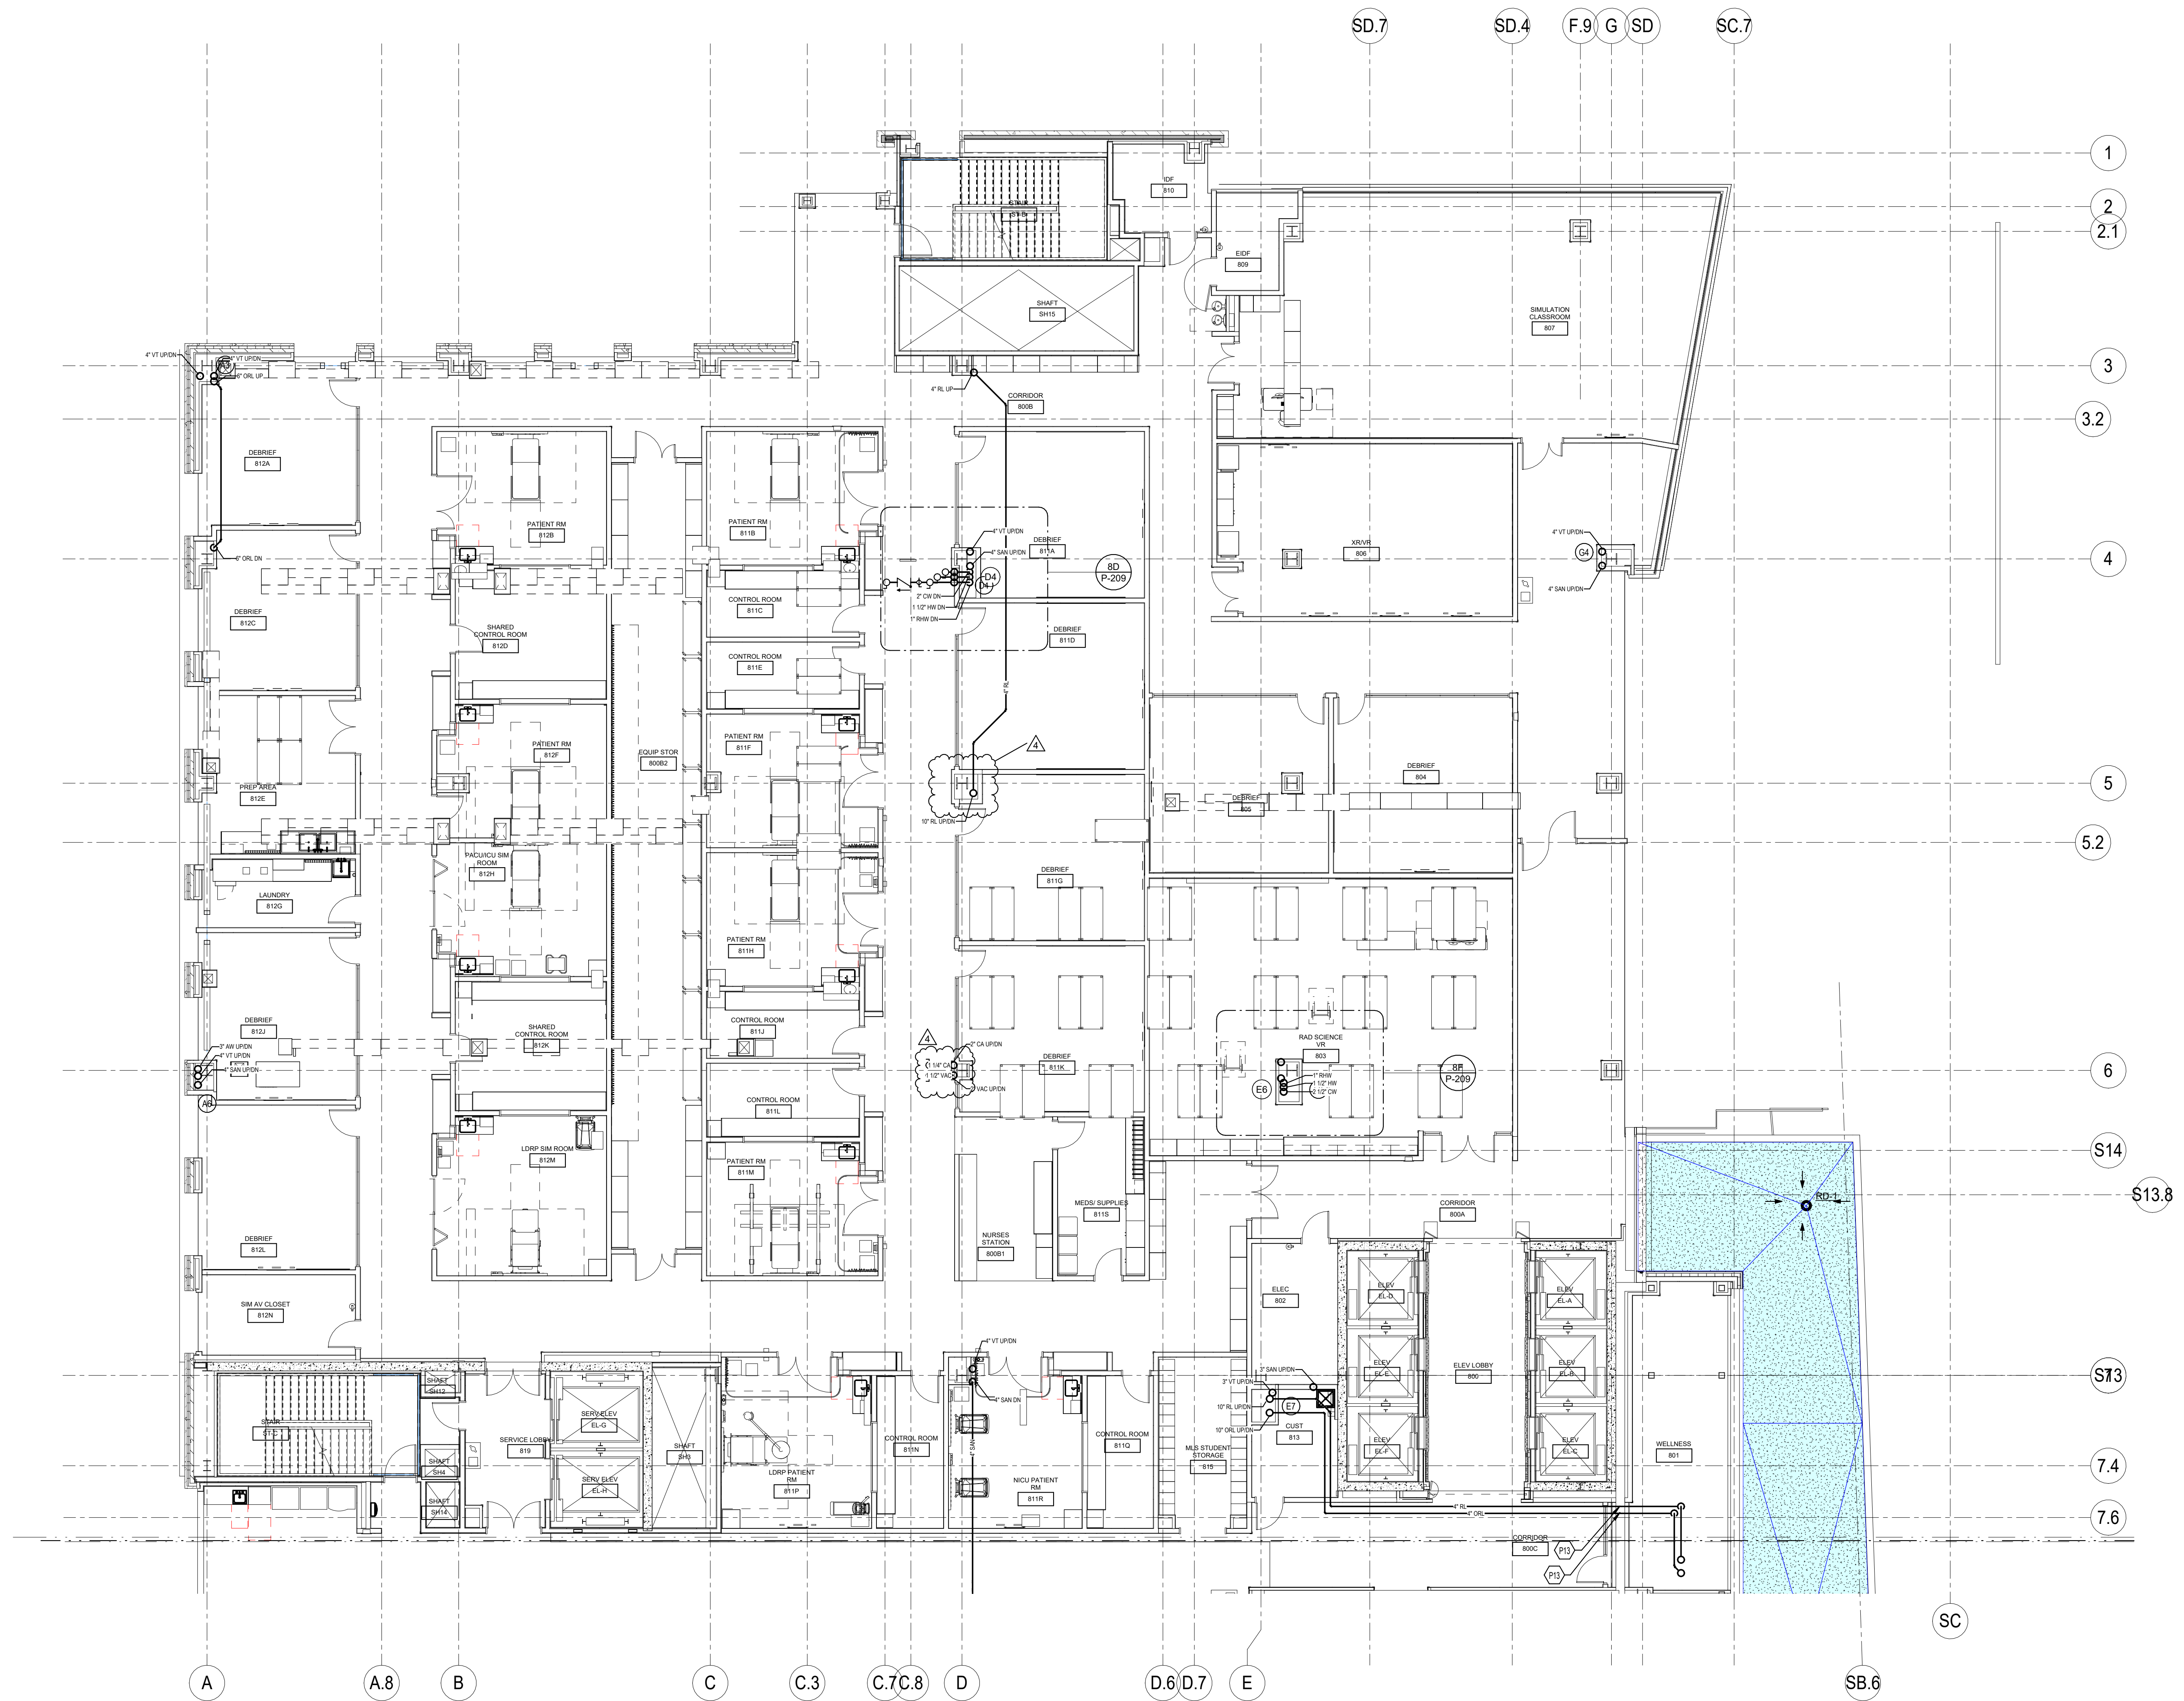 SD.7
SD.4
F.9
G
SD
SC.7
1
2
2.1
3
3.2
4
5
5.2
6
S14
S13.8
7.4
7.6
SC
SB.6
A
A.8
B
C
C.3
C.7
C.8
D
D.6
D.7
E
IDF
810
EIDF
809
SHAFT
SH15
SIMULATION
CLASSROOM
807
4" VT UP/DN
4" VT UP/DN
6" ORL UP
4" RL UP
CORRIDOR
800B
DEBRIEF
812A
PATIENT RM
812B
PATIENT RM
811B
6" ORL DN
4" VT UP/DN
4" SAN UP/DN
DEBRIEF
811A
8D
P-209
D4
2" CW DN
1 1/2" HW DN
1" RHW DN
XR/VR
806
4" VT UP/DN
G4
4" SAN UP/DN
DEBRIEF
812C
SHARED
CONTROL ROOM
812D
CONTROL ROOM
811C
CONTROL ROOM
811E
DEBRIEF
811D
4" RL
PATIENT RM
812F
EQUIP STOR
800B2
PATIENT RM
811F
4
10" RL UP/DN
PREP AREA
812E
DEBRIEF
805
DEBRIEF
804
PACU/ICU SIM
ROOM
812H
LAUNDRY
812G
DEBRIEF
811G
PATIENT RM
811H
DEBRIEF
812J
3" AW UP/DN
4" VT UP/DN
4" SAN UP/DN
A6
SHARED
CONTROL ROOM
812K
CONTROL ROOM
811J
4
2" CA UP/DN
1 1/4" CA
1 1/2" VAC
2" VAC UP/DN
DEBRIEF
811K
RAD SCIENCE
VR
803
1" RHW
1 1/2" HW
2 1/2" CW
E6
8F
P-209
CONTROL ROOM
811L
LDRP SIM ROOM
812M
PATIENT RM
811M
MEDS/ SUPPLIES
811S
NURSES
STATION
800B1
CORRIDOR
800A
RD-1
DEBRIEF
812L
SIM AV CLOSET
812N
ELEC
802
ELEV
EL-D
ELEV
EL-A
ELEV
EL-E
ELEV LOBBY
800
ELEV
EL-B
ELEV
EL-F
ELEV
EL-C
SHAFT
SH12
STAIR
ST-C
SHAFT
SH4
SHAFT
SH14
SERVICE LOBBY
819
SERV ELEV
EL-G
SERV ELEV
EL-H
SHAFT
SH3
LDRP PATIENT
RM
811P
CONTROL ROOM
811N
4" VT UP/DN
4" SAN DN
4" SAN
NICU PATIENT
RM
811R
CONTROL ROOM
811Q
MLS STUDENT
STORAGE
815
3" SAN UP/DN
3" VT UP/DN
10" RL UP/DN
10" ORL UP/DN
E7
CUST
813
WELLNESS
801
4" RL
4" ORL
CORRIDOR
800C
P13
P13